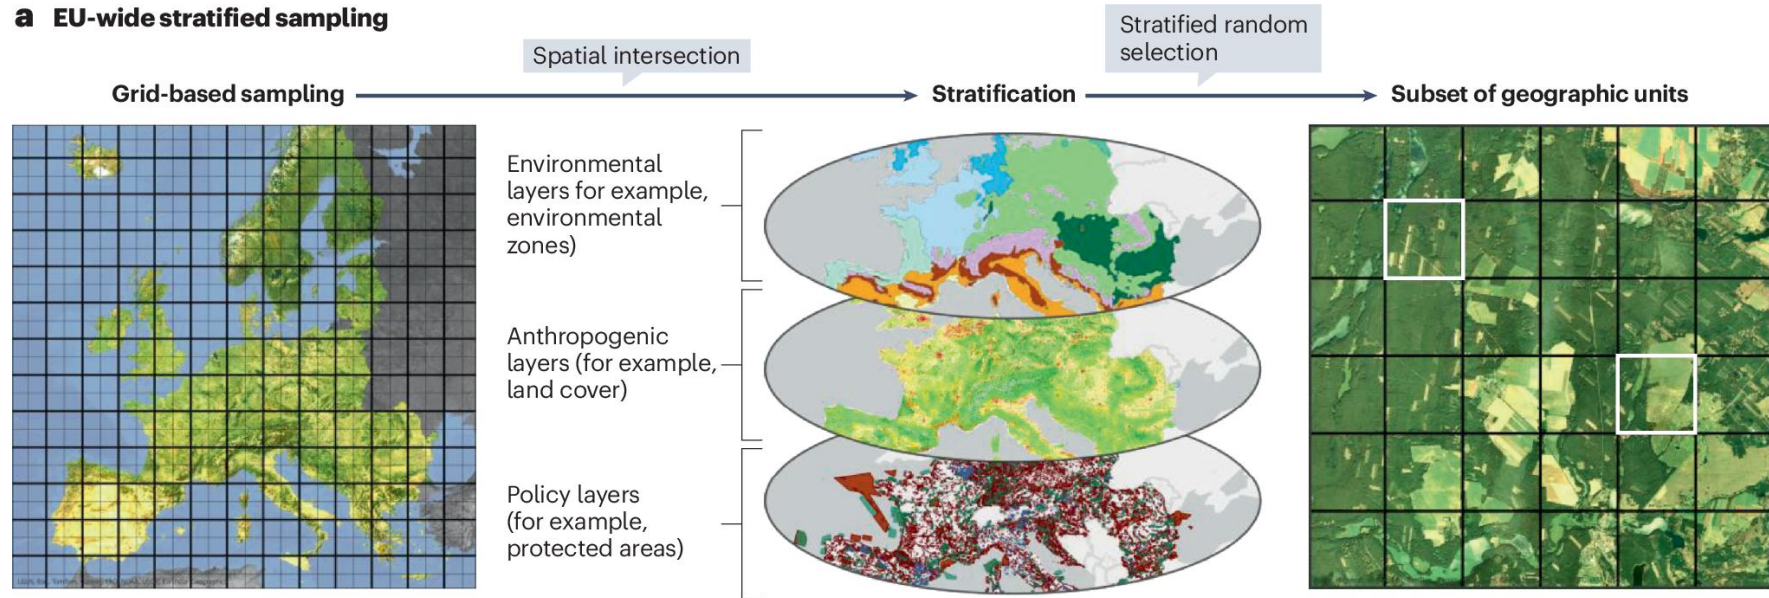 a EU-wide stratified sampling
Spatial intersection
Stratified random
selection
Grid-based sampling
Stratification
Subset of geographic units
Environmental
layers for example,
environmental
zones)
Anthropogenic
layers (for example,
land cover)
Policy layers
(for example,
protected areas)